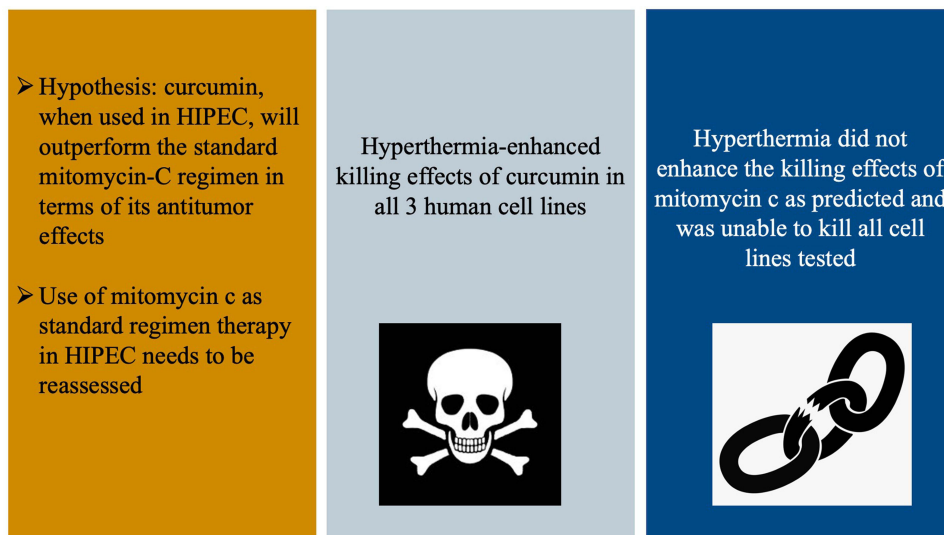 ➢ Hypothesis: curcumin,
when used in HIPEC, will
outperform the standard
mitomycin-C regimen in
terms of its antitumor
effects
➢ Use of mitomycin c as
standard regimen therapy
in HIPEC needs to be
reassessed
Hyperthermia-enhanced
killing effects of curcumin in
all 3 human cell lines
Hyperthermia did not
enhance the killing effects of
mitomycin c as predicted and
was unable to kill all cell
lines tested